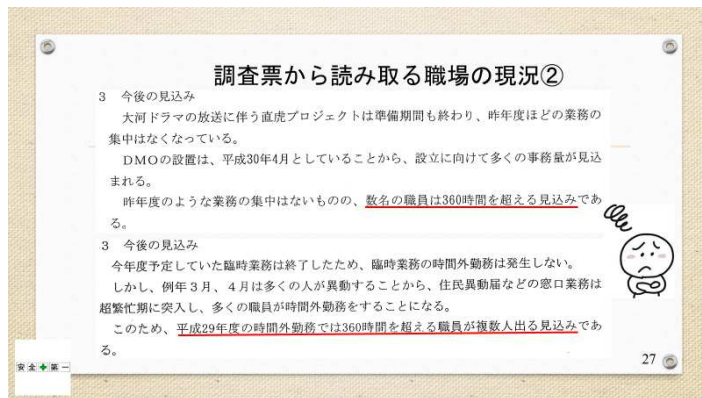 調査票から読み取る職場の現況②
3 今後の見込み
大河ドラマの放送に伴う直虎プロジェクトは準備期間も終わり、昨年度ほどの業務の
集中はなくなっている。
DMOの設置は、平成30年4月としていることから、設立に向けて多くの事務量が見込
まれる。
昨年度のような業務の集中はないものの、数名の職員は360時間を超える見込みであ
る。
3 今後の見込み
今年度予定していた臨時業務は終了したため、臨時業務の時間外勤務は発生しない。
しかし、例年3月、4月は多くの人が異動することから、住民異動届などの窓口業務は
超繁忙期に突入し、多くの職員が時間外勤務をすることになる。
このため、平成29年度の時間外勤務では360時間を超える職員が複数人出る見込みであ
る。
27
安全第一